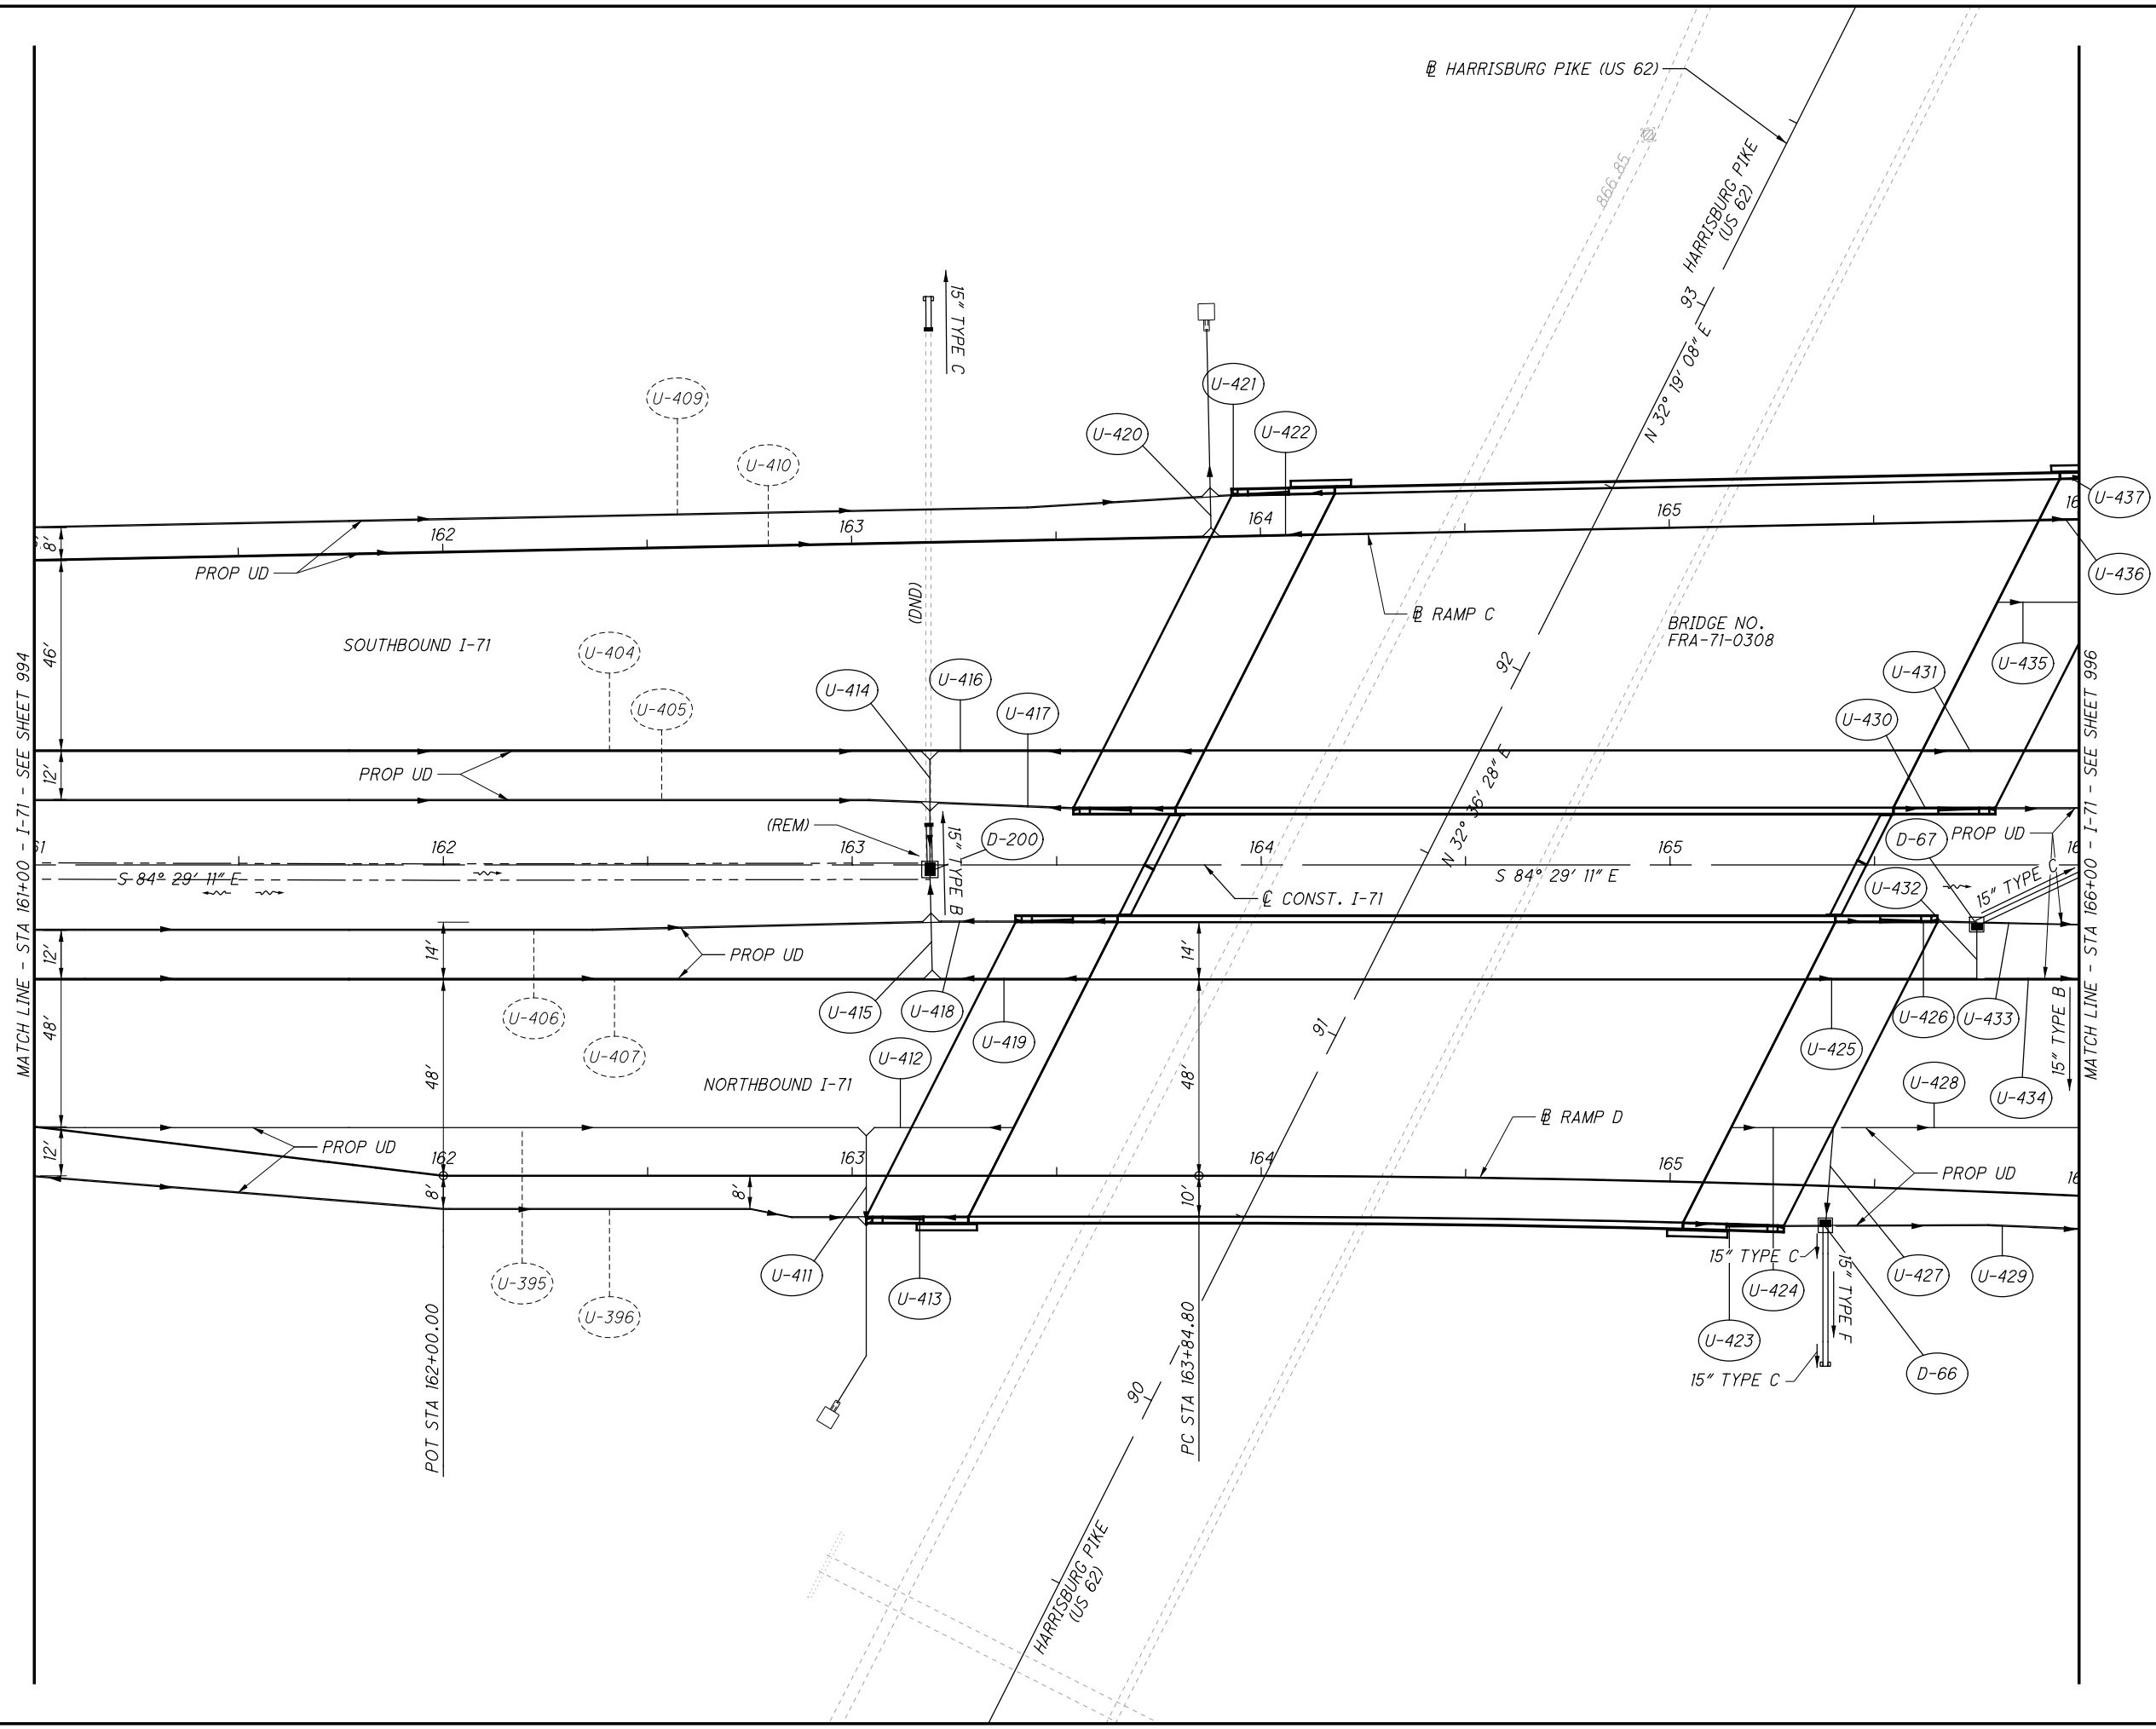 ℄ HARRISBURG PIKE (US 62)
HARRISBURG PIKE
(US 62)
866.85
93
N 32° 19' 08" E
15" TYPE C
U-409
U-410
U-421
U-420
U-422
U-437
U-436
8'
162
163
164
165
16
PROP UD
(DND)
℄ RAMP C
BRIDGE NO.
FRA-71-0308
SOUTHBOUND I-71
46'
U-404
U-405
U-414
U-416
U-417
92
U-431
U-435
U-430
MATCH LINE - STA 161+00 - I-71 - SEE SHEET 994
MATCH LINE - STA 166+00 - I-71 - SEE SHEET 996
12'
PROP UD
(REM)
15" TYPE B
D-200
N 32° 36' 28" E
D-67
PROP UD
61
162
163
164
165
16
S 84° 29' 11" E
S 84° 29' 11" E
℄ CONST. I-71
U-432
15" TYPE C
12'
14'
PROP UD
14'
U-406
U-407
U-415
U-418
U-419
U-426
U-433
U-425
15" TYPE B
48'
48'
48'
91
U-412
NORTHBOUND I-71
U-428
U-434
℄ RAMP D
12'
PROP UD
162
163
164
165
16
PROP UD
8'
8'
10'
U-395
U-396
U-411
U-413
15" TYPE C
U-424
15" TYPE F
U-427
U-429
U-423
15" TYPE C
D-66
POT STA 162+00.00
PC STA 163+84.80
90
HARRISBURG PIKE
(US 62)